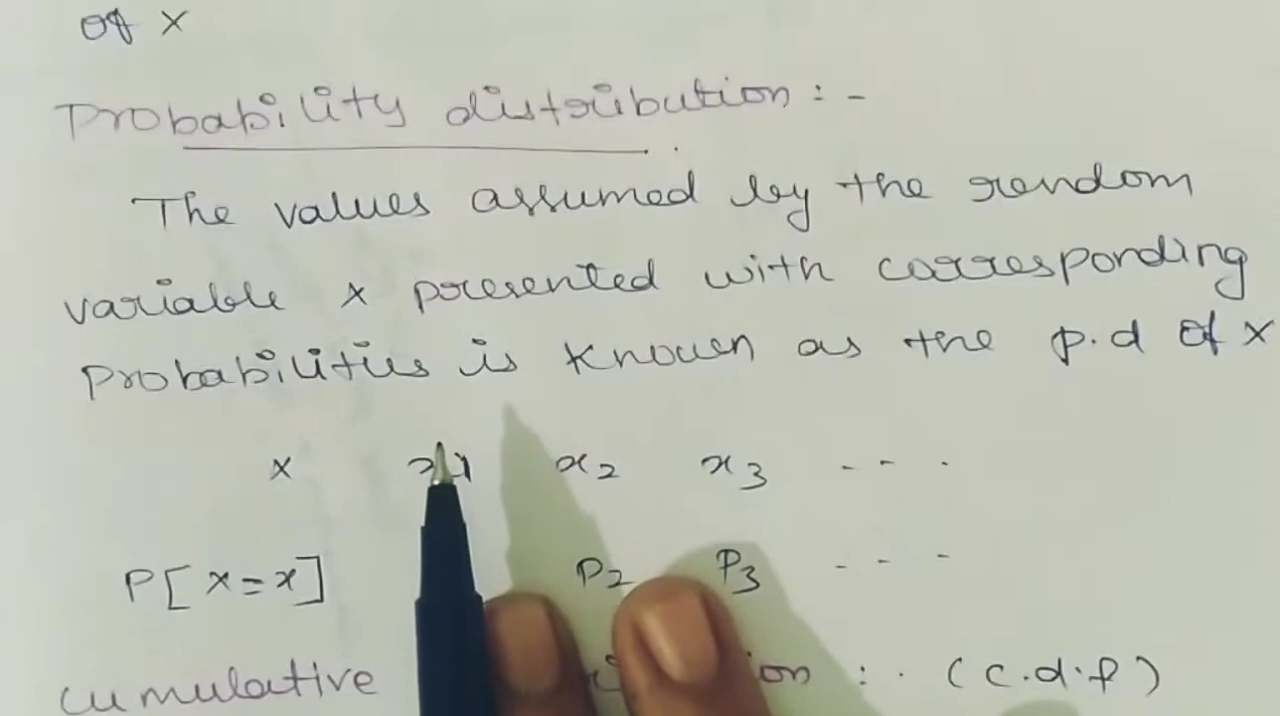 of X
Probability distribution : -
The values assumed by the random
variable X presented with corresponding
probabilities is known as the p.d of X
X x1 x2 x3 - - -
P[X=x] P2 P3 - - -
Cumulative : . (c.d.f)